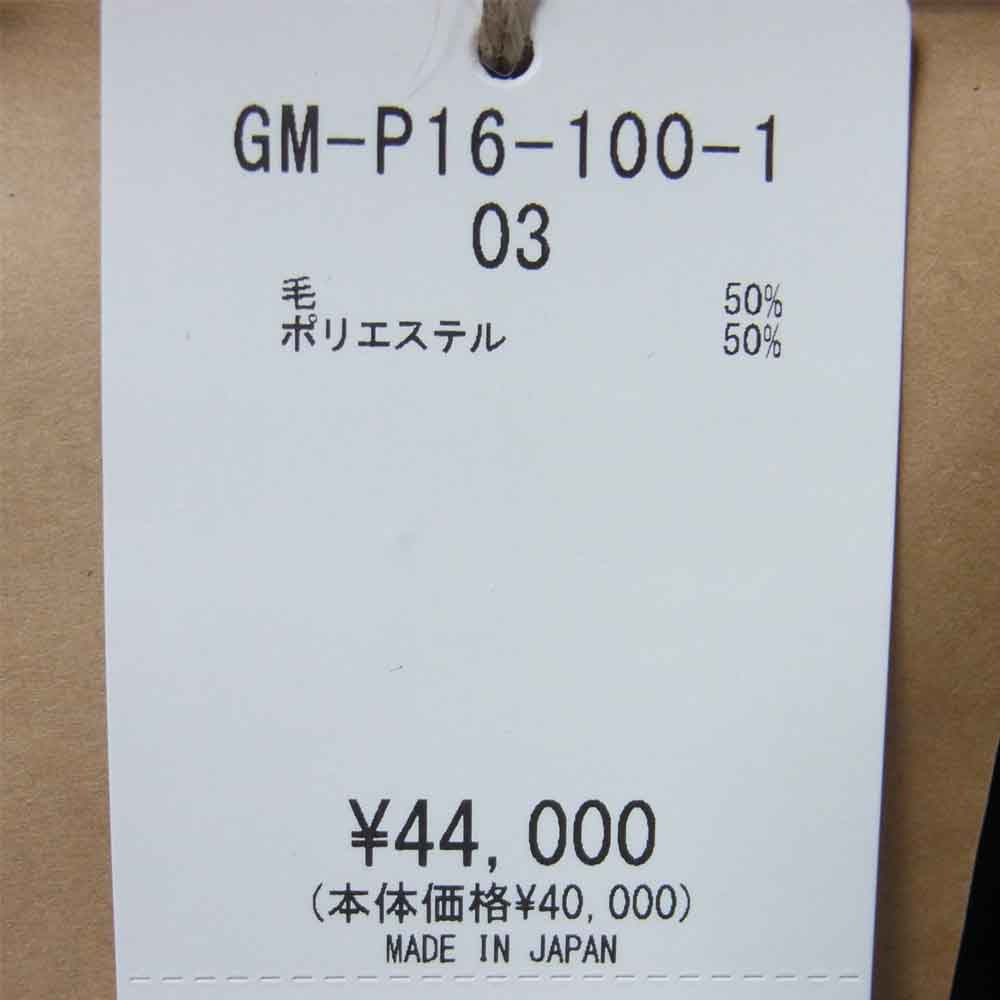 GM-P16-100-1
03
毛 50%
ポリエステル 50%
¥44,000
(本体価格¥40,000)
MADE IN JAPAN